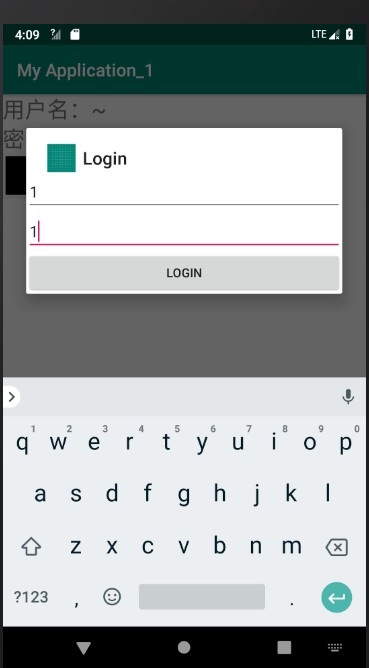 4:09 LTE
My Application_1
用户名：~
密
Login
1
1
LOGIN
1 2 3 4 5 6 7 8 9 0
q w e r t y u i o p
a s d f g h j k l
z x c v b n m
?123 , .